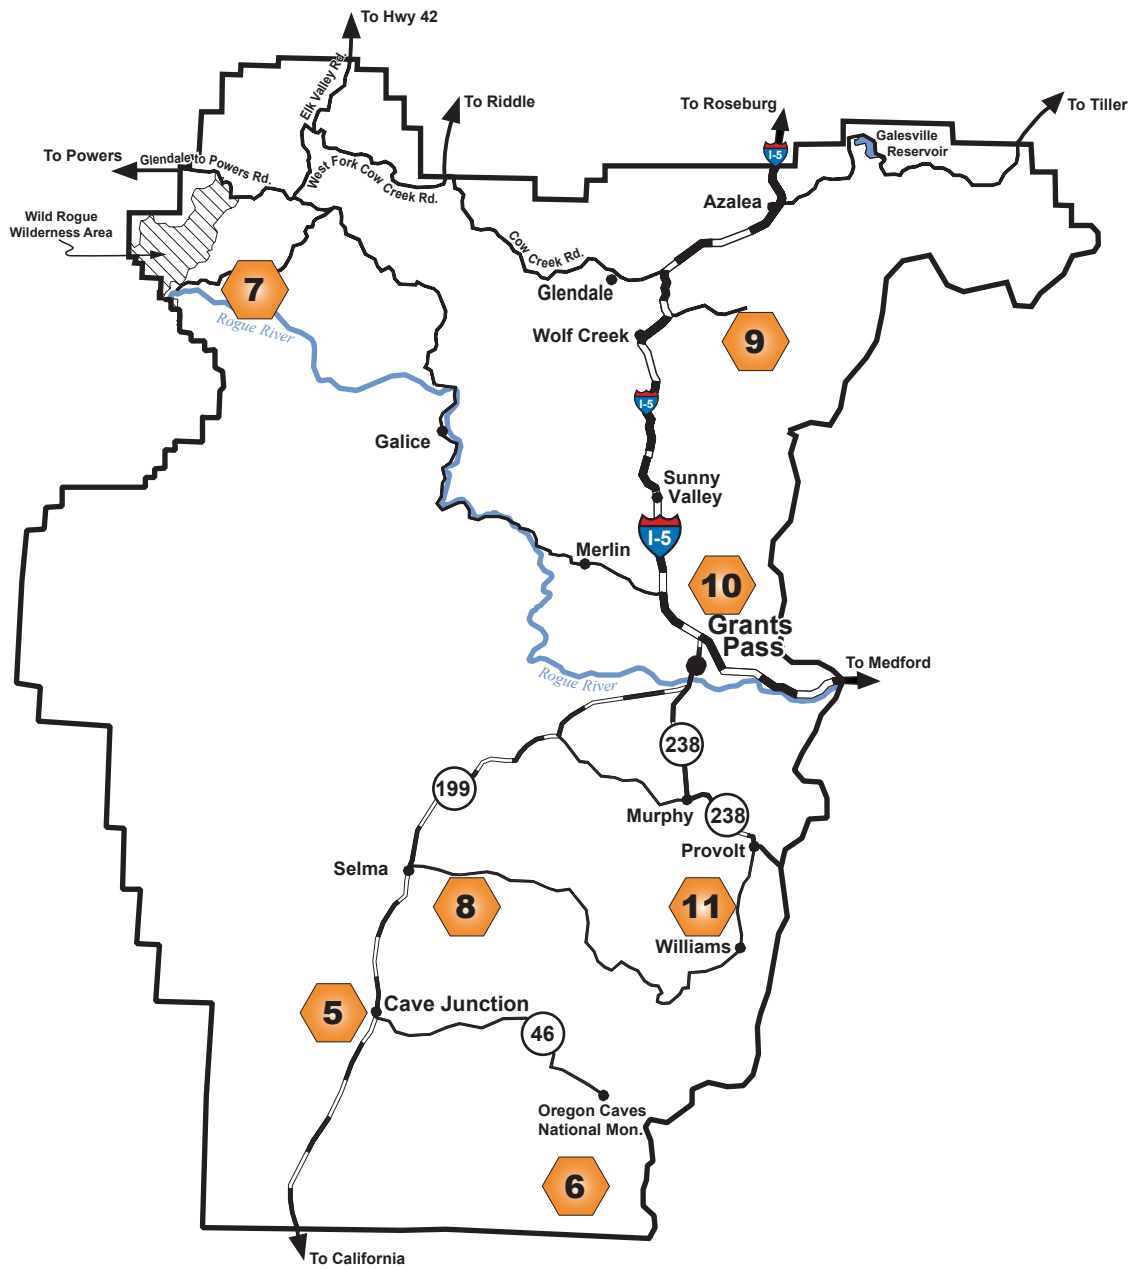 To Hwy 42
Elk Valley Rd.
To Riddle
To Roseburg
To Tiller
I-5
Galesville
Reservoir
To Powers
Glendale to Powers Rd.
West Fork Cow Creek Rd.
Azalea
Wild Rogue
Wilderness Area
Cow Creek Rd.
7
Glendale
Rogue River
Wolf Creek
9
I-5
Galice
Sunny
Valley
I-5
Merlin
10
Grants
Pass
To Medford
Rogue River
238
199
Murphy
238
Provolt
Selma
8
11
Williams
5
Cave Junction
46
Oregon Caves
National Mon.
6
To California